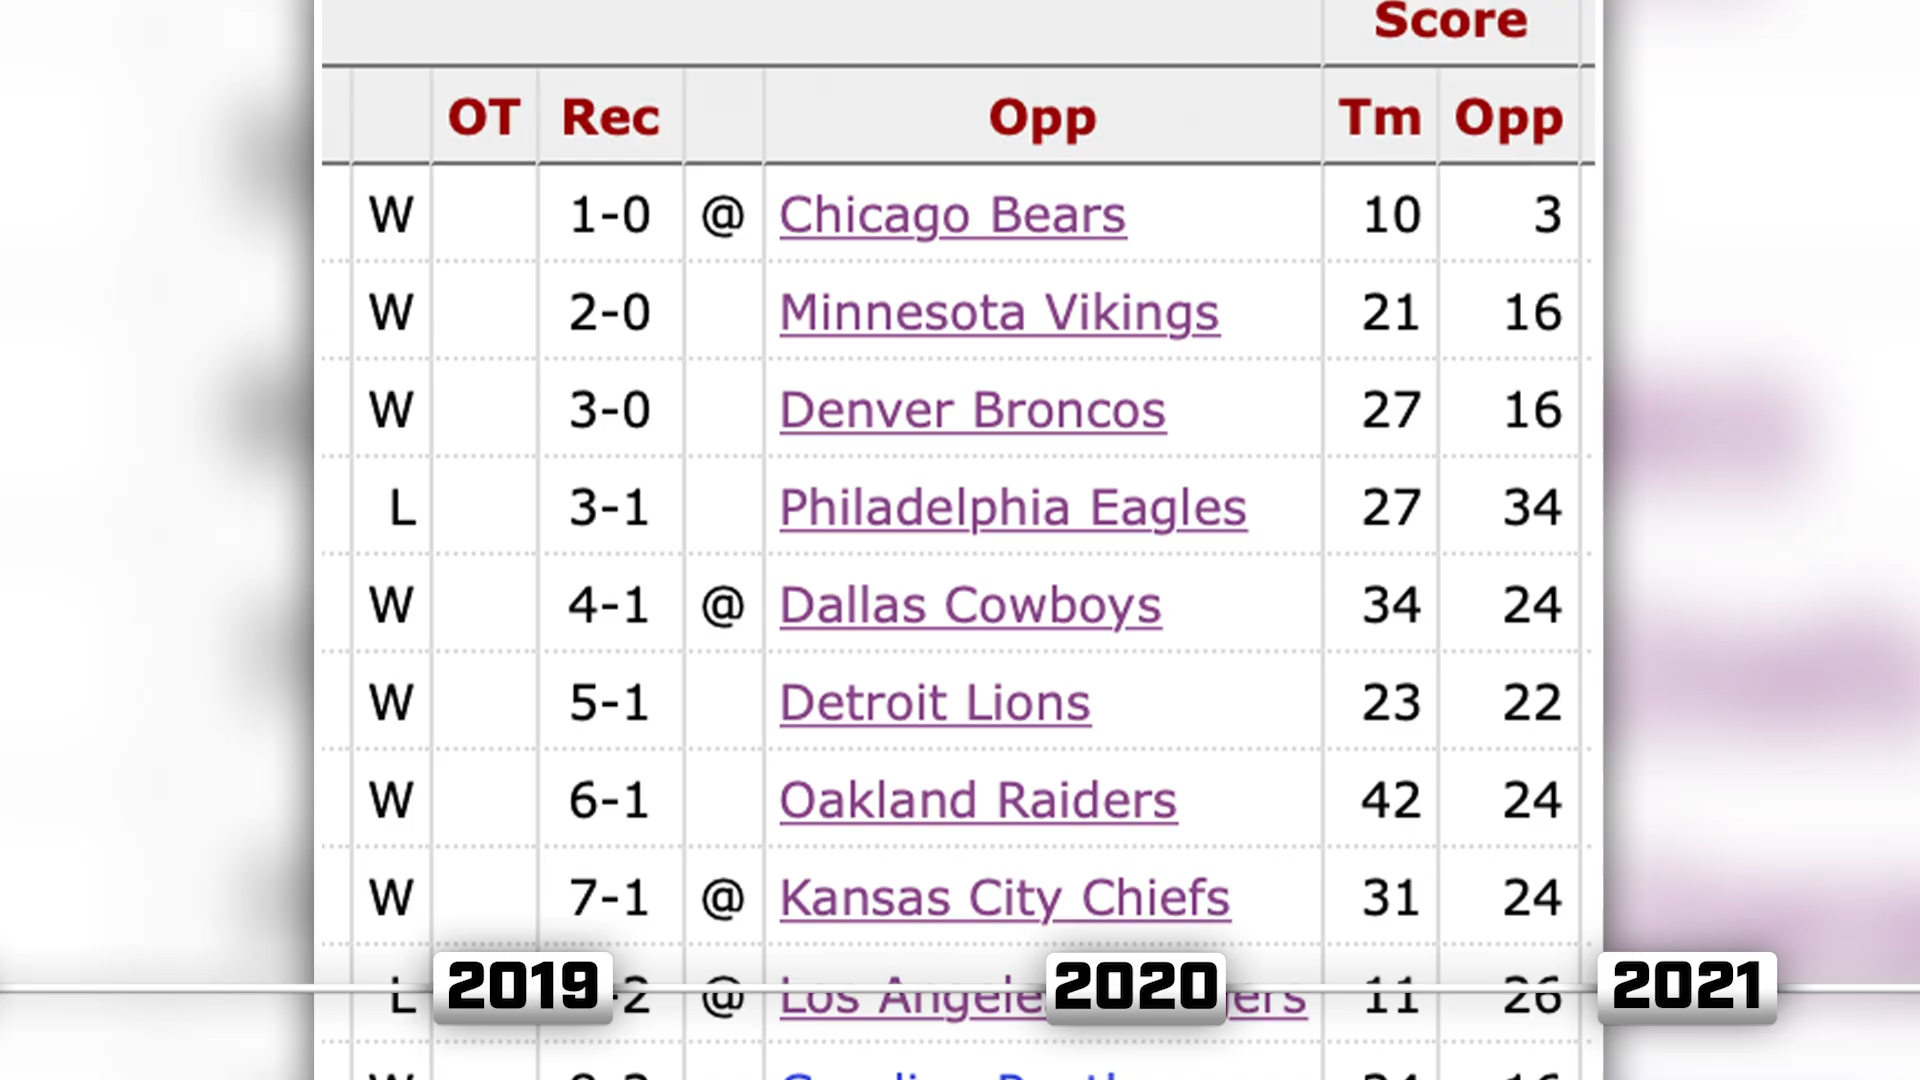 Score
OT Rec Opp Tm Opp
W 1-0 @ Chicago Bears 10 3
W 2-0 Minnesota Vikings 21 16
W 3-0 Denver Broncos 27 16
L 3-1 Philadelphia Eagles 27 34
W 4-1 @ Dallas Cowboys 34 24
W 5-1 Detroit Lions 23 22
W 6-1 Oakland Raiders 42 24
W 7-1 @ Kansas City Chiefs 31 24
L -2 @ Los 11 26
2019 2020 2021